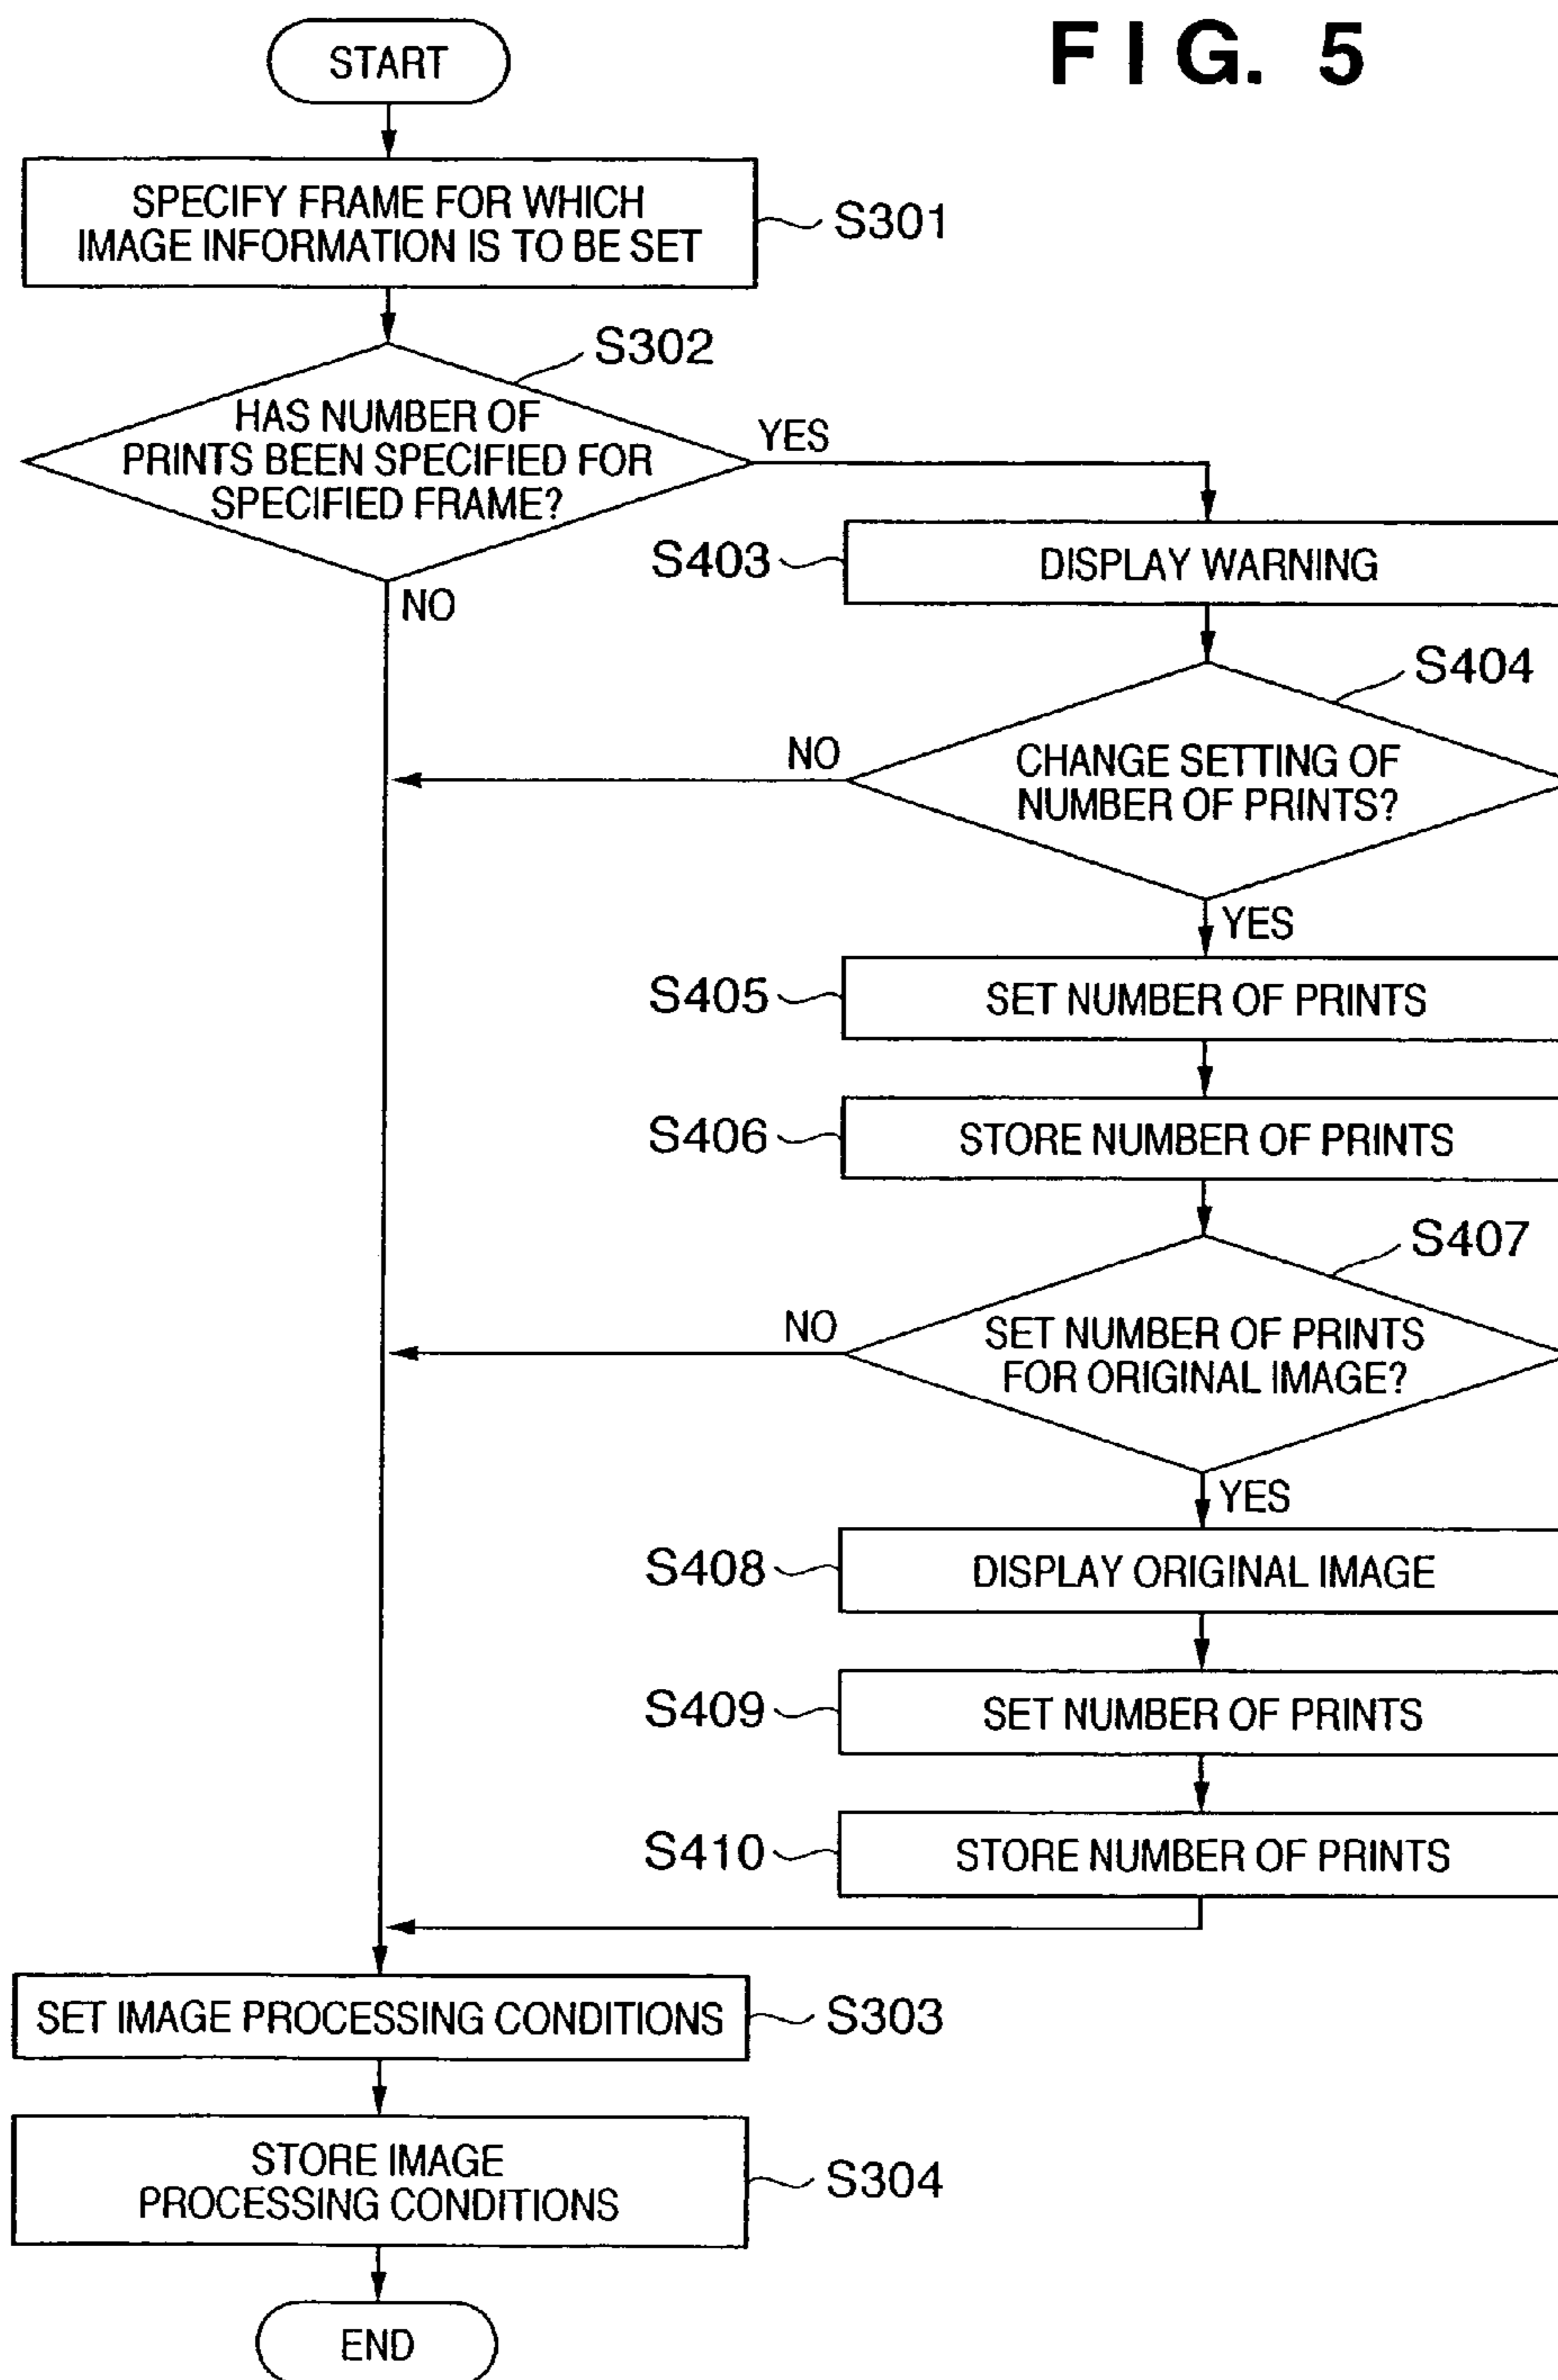 FIG. 5
START
SPECIFY FRAME FOR WHICH
IMAGE INFORMATION IS TO BE SET
S301
S302
HAS NUMBER OF
PRINTS BEEN SPECIFIED FOR
SPECIFIED FRAME?
YES
NO
S403
DISPLAY WARNING
S404
CHANGE SETTING OF
NUMBER OF PRINTS?
NO
YES
S405
SET NUMBER OF PRINTS
S406
STORE NUMBER OF PRINTS
S407
SET NUMBER OF PRINTS
FOR ORIGINAL IMAGE?
NO
YES
S408
DISPLAY ORIGINAL IMAGE
S409
SET NUMBER OF PRINTS
S410
STORE NUMBER OF PRINTS
SET IMAGE PROCESSING CONDITIONS
S303
STORE IMAGE
PROCESSING CONDITIONS
S304
END